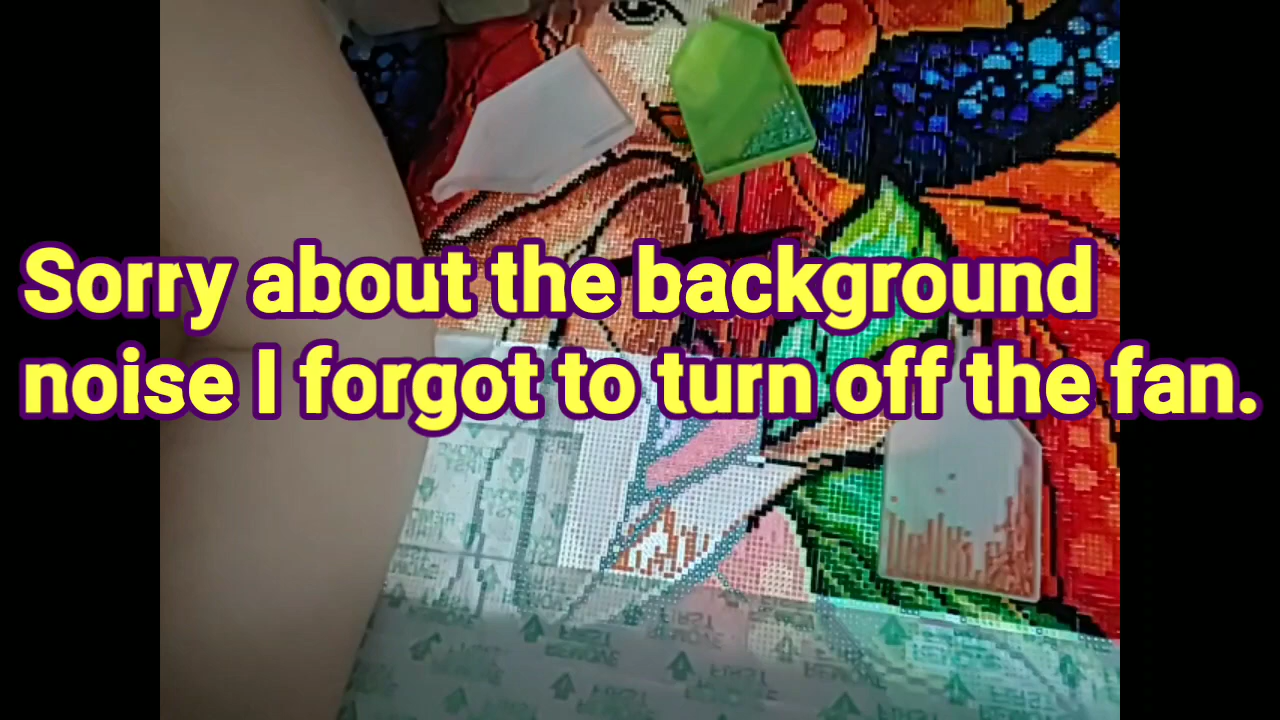 Sorry about the background
noise I forgot to turn off the fan.